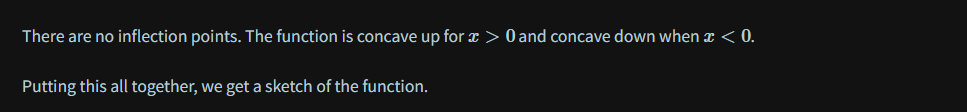 There are no inflection points. The function is concave up for x > 0 and concave down when x < 0.
Putting this all together, we get a sketch of the function.